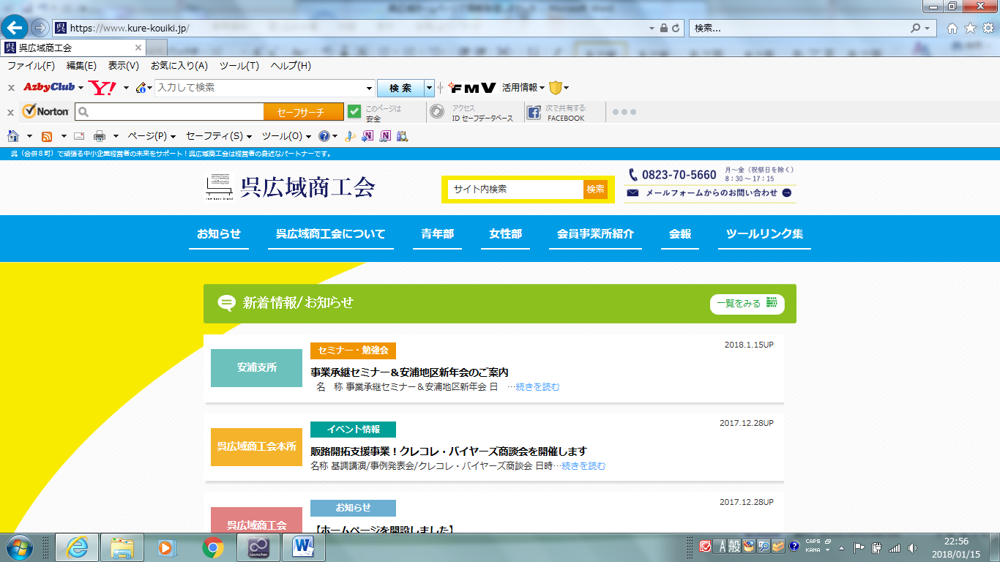 https://www.kure-kouiki.jp/
検索...
呉広域商工会
ファイル(F) 編集(E) 表示(V) お気に入り(A) ツール(T) ヘルプ(H)
AzbyClub Y! 入力して検索 検 索 FMV 活用情報
Norton セーフサーチ このページは 安全 アクセス ID セーフデータベース 次で共有する: FACEBOOK
ページ(P) セーフティ(S) ツール(O)
呉（合併８町）で頑張る中小企業経営者の未来をサポート！呉広域商工会は経営者の身近なパートナーです。
呉広域商工会
サイト内検索 検索
0823-70-5660 月～金（祝祭日を除く） 8：30～17：15
メールフォームからのお問い合わせ
お知らせ 呉広域商工会について 青年部 女性部 会員事業所紹介 会報 ツールリンク集
新着情報/お知らせ 一覧をみる
安浦支所
セミナー・勉強会 2018.1.15UP
事業承継セミナー＆安浦地区新年会のご案内
名　称 事業承継セミナー＆安浦地区新年会 日　…続きを読む
呉広域商工会本所
イベント情報 2017.12.28UP
販路開拓支援事業！クレコレ・バイヤーズ商談会を開催します
名称 基調講演/事例発表会/クレコレ・バイヤーズ商談会 日時…続きを読む
呉広域商工会
お知らせ 2017.12.28UP
【ホームページを開設しました】
Launcher
A 般 CAPS KANA
22:56
2018/01/15